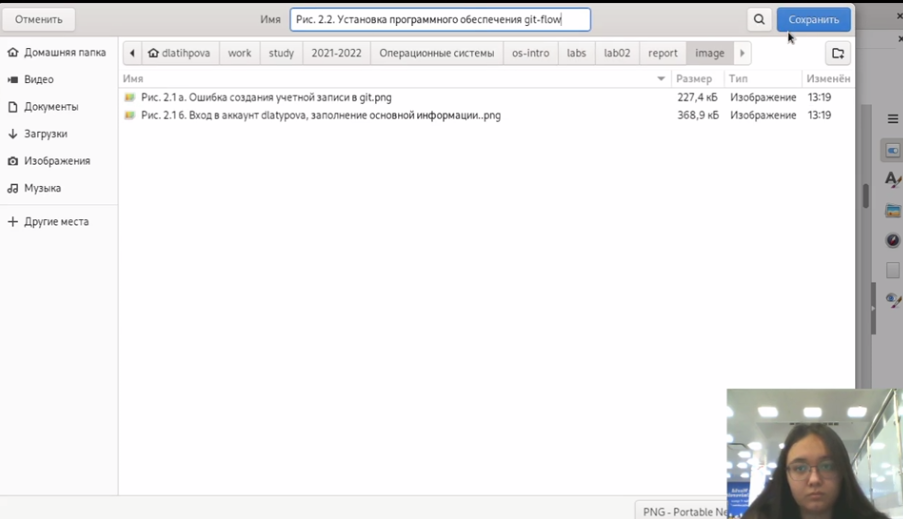 Отменить
Имя
Рис. 2.2. Установка программного обеспечения git-flow
Сохранить
Домашняя папка
Видео
Документы
Загрузки
Изображения
Музыка
Другие места
dlatihpova work study 2021-2022 Операционные системы os-intro labs lab02 report image
Имя Размер Тип Изменён
Рис. 2.1 а. Ошибка создания учетной записи в git.png 227,4 кБ Изображение 13:19
Рис. 2.1 б. Вход в аккаунт dlatypova, заполнение основной информации..png 368,9 кБ Изображение 13:19
PNG - Portable Ne